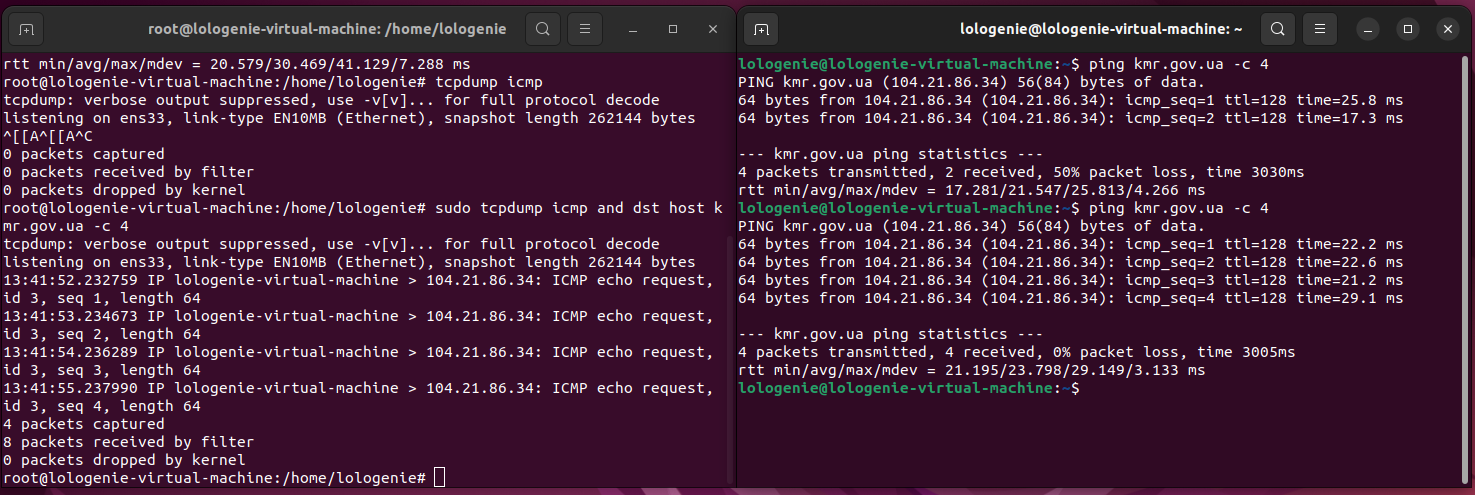 root@lologenie-virtual-machine: /home/lologenie
rtt min/avg/max/mdev = 20.579/30.469/41.129/7.288 ms
root@lologenie-virtual-machine:/home/lologenie# tcpdump icmp
tcpdump: verbose output suppressed, use -v[v]... for full protocol decode
listening on ens33, link-type EN10MB (Ethernet), snapshot length 262144 bytes
^[[A^[[A^C
0 packets captured
0 packets received by filter
0 packets dropped by kernel
root@lologenie-virtual-machine:/home/lologenie# sudo tcpdump icmp and dst host k
mr.gov.ua -c 4
tcpdump: verbose output suppressed, use -v[v]... for full protocol decode
listening on ens33, link-type EN10MB (Ethernet), snapshot length 262144 bytes
13:41:52.232759 IP lologenie-virtual-machine > 104.21.86.34: ICMP echo request,
id 3, seq 1, length 64
13:41:53.234673 IP lologenie-virtual-machine > 104.21.86.34: ICMP echo request,
id 3, seq 2, length 64
13:41:54.236289 IP lologenie-virtual-machine > 104.21.86.34: ICMP echo request,
id 3, seq 3, length 64
13:41:55.237990 IP lologenie-virtual-machine > 104.21.86.34: ICMP echo request,
id 3, seq 4, length 64
4 packets captured
8 packets received by filter
0 packets dropped by kernel
root@lologenie-virtual-machine:/home/lologenie#
lologenie@lologenie-virtual-machine: ~
lologenie@lologenie-virtual-machine:~$ ping kmr.gov.ua -c 4
PING kmr.gov.ua (104.21.86.34) 56(84) bytes of data.
64 bytes from 104.21.86.34 (104.21.86.34): icmp_seq=1 ttl=128 time=25.8 ms
64 bytes from 104.21.86.34 (104.21.86.34): icmp_seq=2 ttl=128 time=17.3 ms
--- kmr.gov.ua ping statistics ---
4 packets transmitted, 2 received, 50% packet loss, time 3030ms
rtt min/avg/max/mdev = 17.281/21.547/25.813/4.266 ms
lologenie@lologenie-virtual-machine:~$ ping kmr.gov.ua -c 4
PING kmr.gov.ua (104.21.86.34) 56(84) bytes of data.
64 bytes from 104.21.86.34 (104.21.86.34): icmp_seq=1 ttl=128 time=22.2 ms
64 bytes from 104.21.86.34 (104.21.86.34): icmp_seq=2 ttl=128 time=22.6 ms
64 bytes from 104.21.86.34 (104.21.86.34): icmp_seq=3 ttl=128 time=21.2 ms
64 bytes from 104.21.86.34 (104.21.86.34): icmp_seq=4 ttl=128 time=29.1 ms
--- kmr.gov.ua ping statistics ---
4 packets transmitted, 4 received, 0% packet loss, time 3005ms
rtt min/avg/max/mdev = 21.195/23.798/29.149/3.133 ms
lologenie@lologenie-virtual-machine:~$